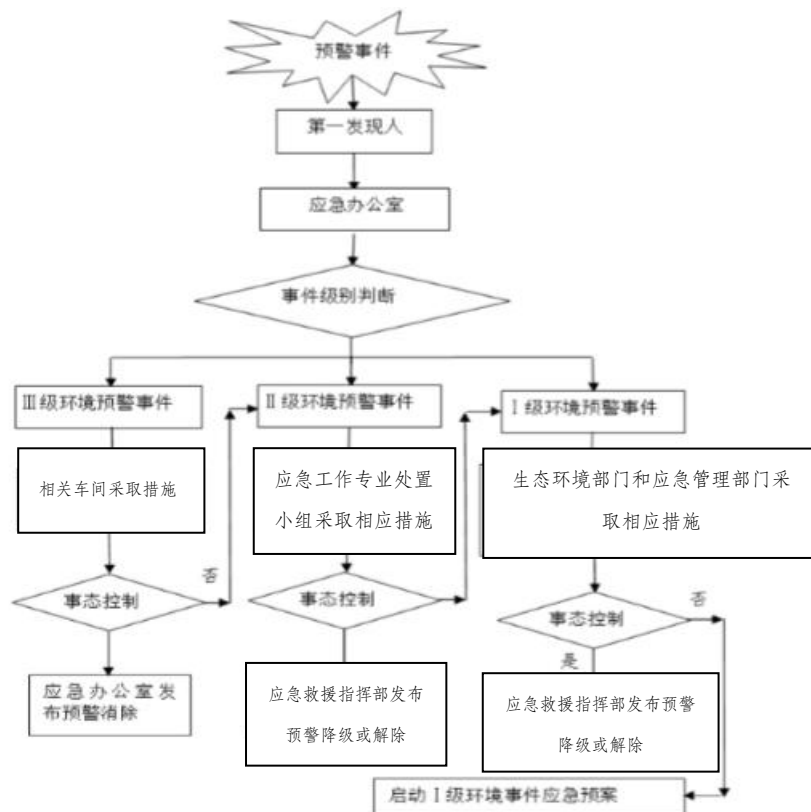 预警事件
第一发现人
应急办公室
事件级别判断
Ⅲ级环境预警事件
Ⅱ级环境预警事件
Ⅰ级环境预警事件
相关车间采取措施
应急工作专业处置
小组采取相应措施
生态环境部门和应急管理部门采
取相应措施
事态控制
否
事态控制
事态控制
否
是
应急办公室发
布预警消除
应急救援指挥部发布
预警降级或解除
应急救援指挥部发布预警
降级或解除
启动Ⅰ级环境事件应急预案